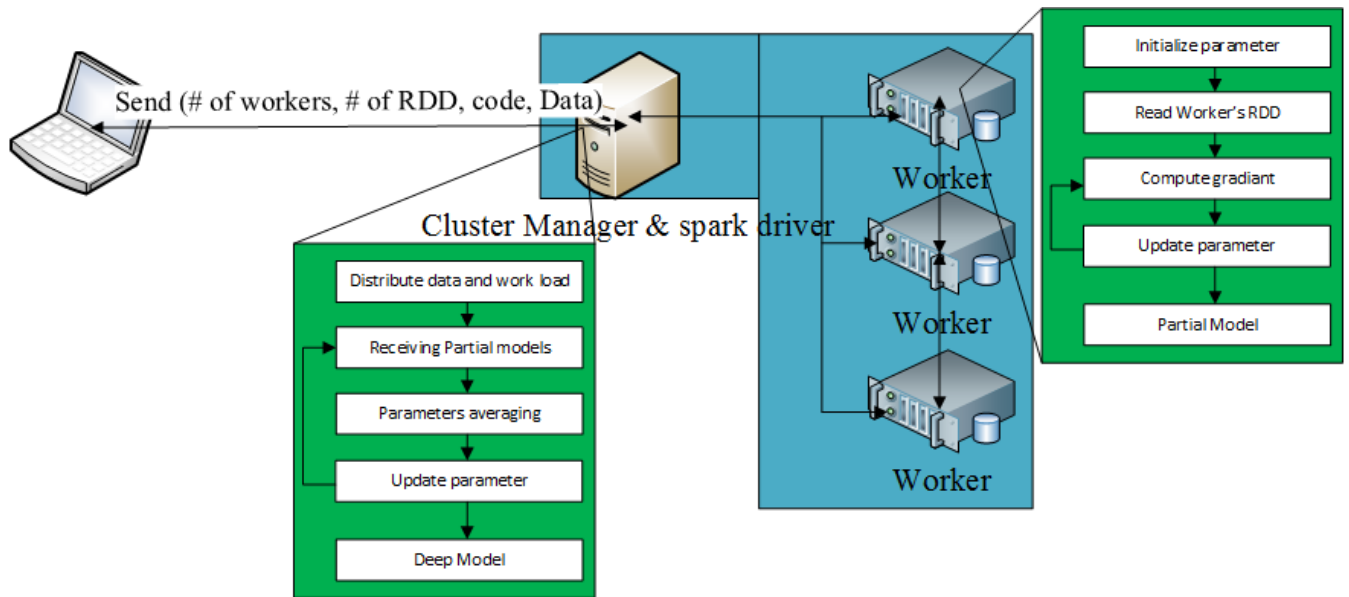 Send (# of workers, # of RDD, code, Data)
Cluster Manager & spark driver
Distribute data and work load
Receiving Partial models
Parameters averaging
Update parameter
Deep Model
Worker
Worker
Worker
Initialize parameter
Read Worker's RDD
Compute gradiant
Update parameter
Partial Model